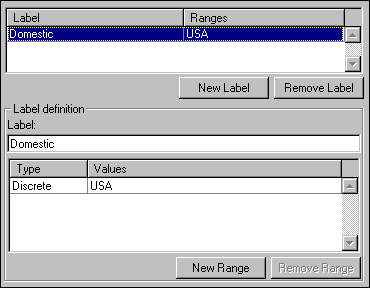 Label Ranges
Domestic USA
New Label Remove Label
Label definition
Label:
Domestic
Type Values
Discrete USA
New Range Remove Range